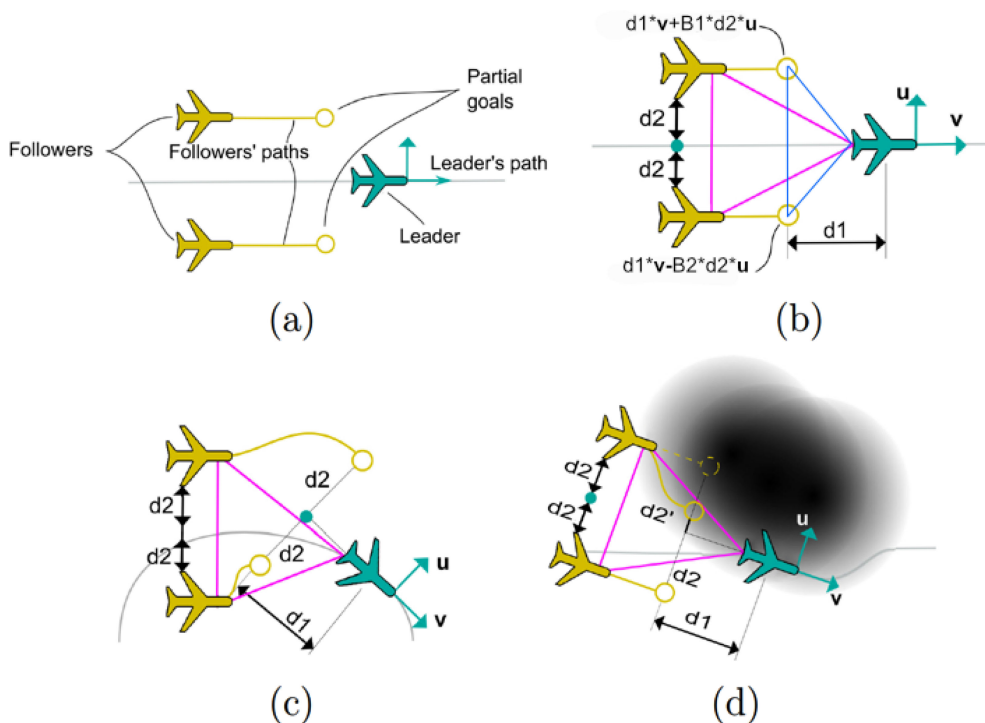 Partial
goals
Followers
Followers' paths
Leader's path
Leader
(a)
d1*v+B1*d2*u
u
d2
v
d2
d1
d1*v-B2*d2*u
(b)
d2
d2
d2
d2
u
d1
v
(c)
d2
d2'
u
d2
d2
v
d1
(d)